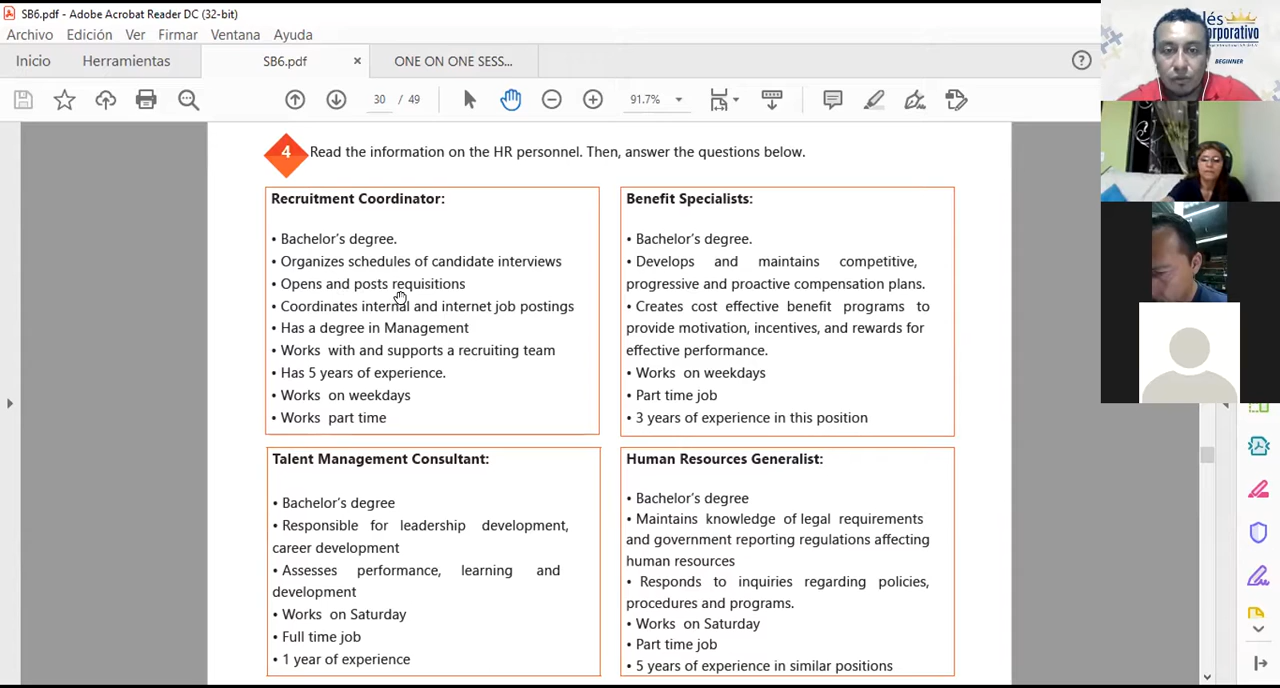 SB6.pdf - Adobe Acrobat Reader DC (32-bit)
Archivo Edición Ver Firmar Ventana Ayuda
Inicio Herramientas SB6.pdf × ONE ON ONE SESS...
30 / 49 91.7%
BEGINNER
4 Read the information on the HR personnel. Then, answer the questions below.
Recruitment Coordinator:
• Bachelor’s degree.
• Organizes schedules of candidate interviews
• Opens and posts requisitions
• Coordinates internal and internet job postings
• Has a degree in Management
• Works with and supports a recruiting team
• Has 5 years of experience.
• Works on weekdays
• Works part time
Benefit Specialists:
• Bachelor’s degree.
• Develops and maintains competitive,
progressive and proactive compensation plans.
• Creates cost effective benefit programs to
provide motivation, incentives, and rewards for
effective performance.
• Works on weekdays
• Part time job
• 3 years of experience in this position
Talent Management Consultant:
• Bachelor’s degree
• Responsible for leadership development,
career development
• Assesses performance, learning and
development
• Works on Saturday
• Full time job
• 1 year of experience
Human Resources Generalist:
• Bachelor’s degree
• Maintains knowledge of legal requirements
and government reporting regulations affecting
human resources
• Responds to inquiries regarding policies,
procedures and programs.
• Works on Saturday
• Part time job
• 5 years of experience in similar positions